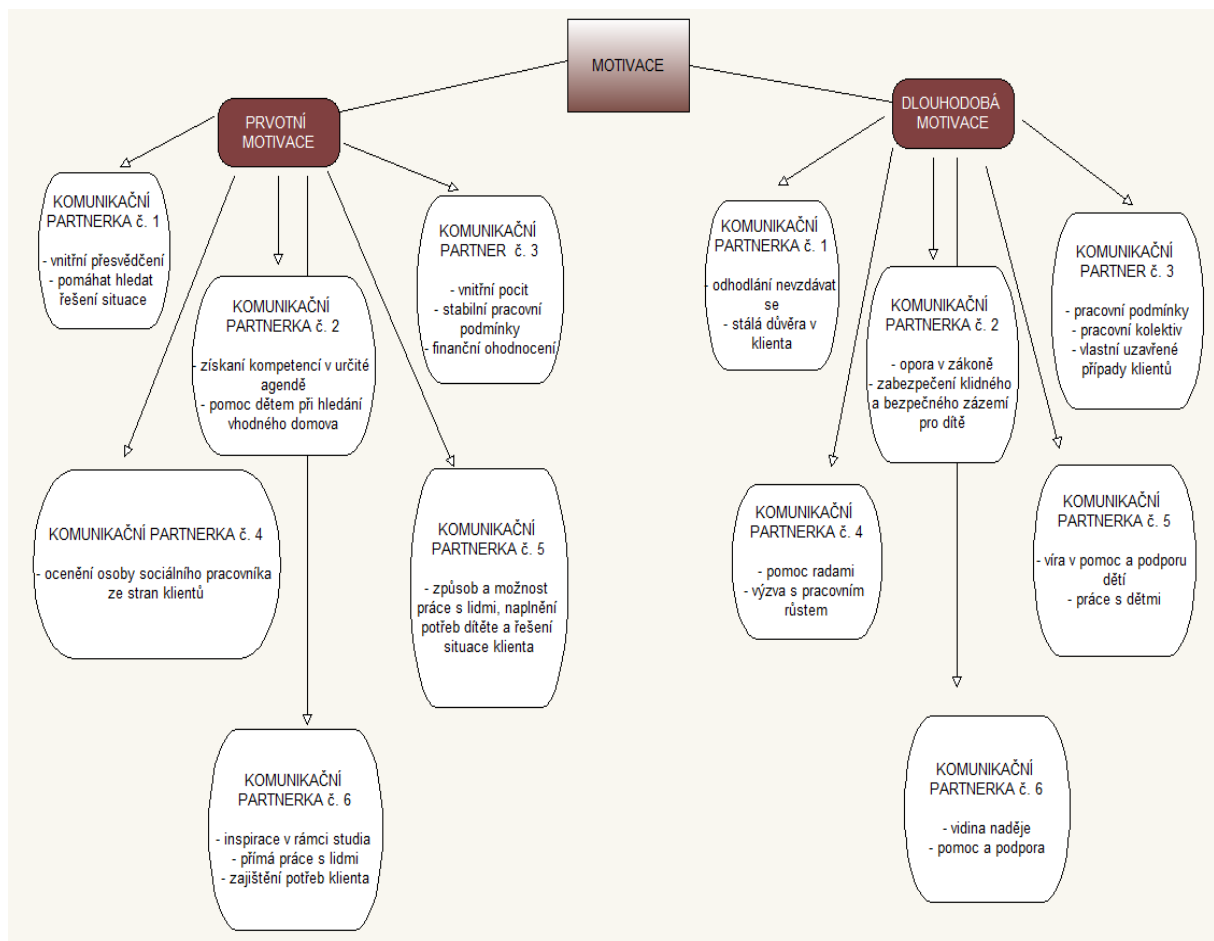 MOTIVACE
PRVOTNÍ
MOTIVACE
KOMUNIKAČNÍ
PARTNERKA č. 1
- vnitřní přesvědčení
- pomáhat hledat
řešení situace
KOMUNIKAČNÍ
PARTNERKA č. 2
- získaní kompetencí v určité
agendě
- pomoc dětem při hledání
vhodného domova
KOMUNIKAČNÍ
PARTNER č. 3
- vnitřní pocit
- stabilní pracovní
podmínky
- finanční ohodnocení
KOMUNIKAČNÍ PARTNERKA č. 4
- ocenění osoby sociálního pracovníka
ze stran klientů
KOMUNIKAČNÍ
PARTNERKA č. 5
- způsob a možnost
práce s lidmi, naplnění
potřeb dítěte a řešení
situace klienta
KOMUNIKAČNÍ
PARTNERKA č. 6
- inspirace v rámci studia
- přímá práce s lidmi
- zajištění potřeb klienta
DLOUHODOBÁ
MOTIVACE
KOMUNIKAČNÍ
PARTNERKA č. 1
- odhodlání nevzdávat
se
- stálá důvěra v
klienta
KOMUNIKAČNÍ
PARTNERKA č. 2
- opora v zákoně
- zabezpečení klidného
a bezpečného zázemí
pro dítě
KOMUNIKAČNÍ
PARTNER č. 3
- pracovní podmínky
- pracovní kolektiv
- vlastní uzavřené
případy klientů
KOMUNIKAČNÍ
PARTNERKA č. 4
- pomoc radami
- výzva s pracovním
růstem
KOMUNIKAČNÍ
PARTNERKA č. 5
- víra v pomoc a podporu
dětí
- práce s dětmi
KOMUNIKAČNÍ
PARTNERKA č. 6
- vidina naděje
- pomoc a podpora